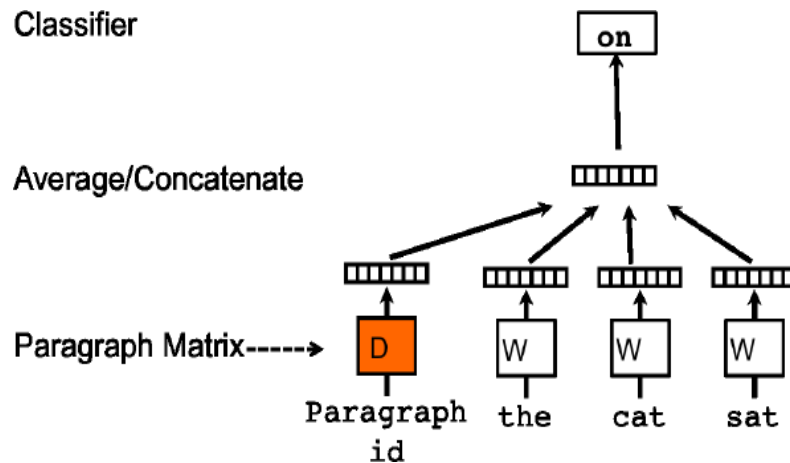 Classifier
on
Average/Concatenate
Paragraph Matrix
D
W
W
W
Paragraph
id
the
cat
sat